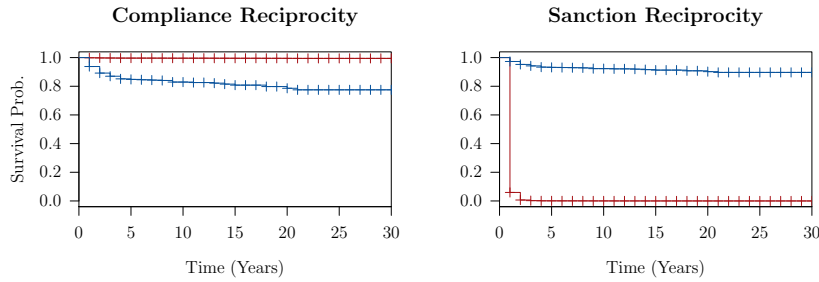 Compliance Reciprocity
Survival Prob.
1.0
0.8
0.6
0.4
0.2
0.0
0 5 10 15 20 25 30
Time (Years)
Sanction Reciprocity
1.0
0.8
0.6
0.4
0.2
0.0
0 5 10 15 20 25 30
Time (Years)